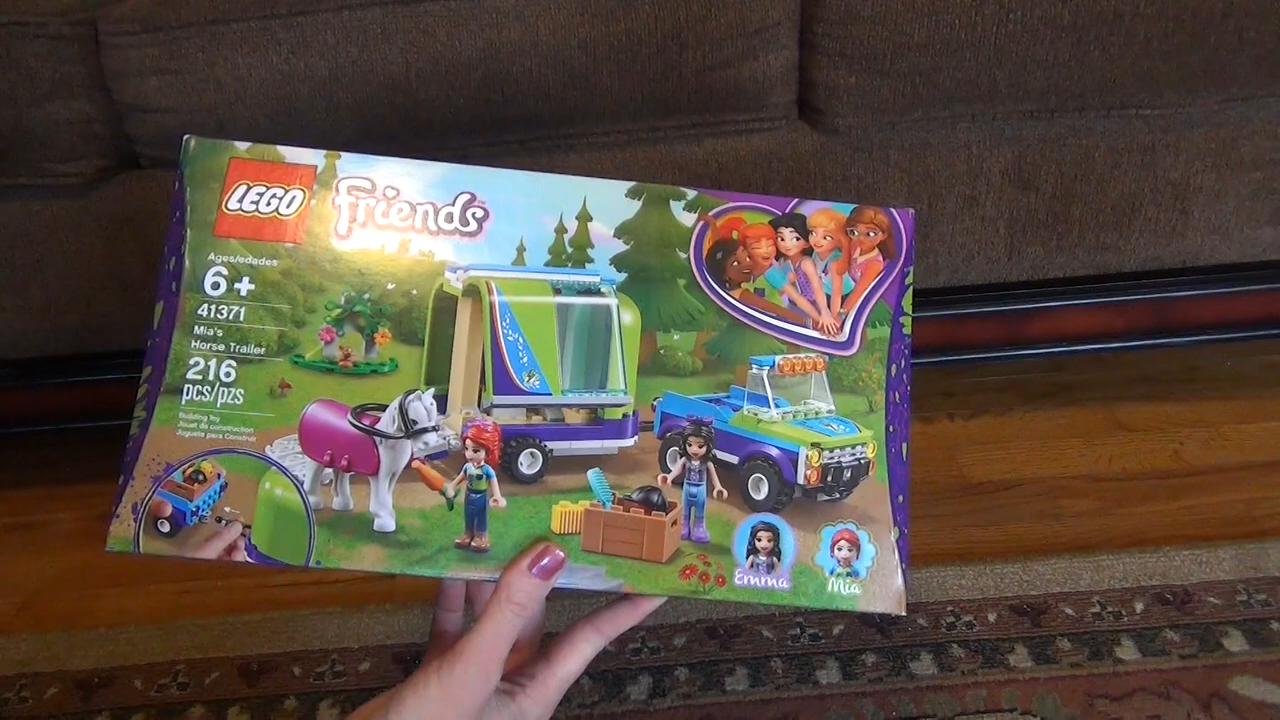 LEGO Friends
Ages/edades
6+
41371
Mia's
Horse Trailer
216
pcs/pzs
Building Toy
Jouet de construction
Juguete para Construir
Emma
Mia